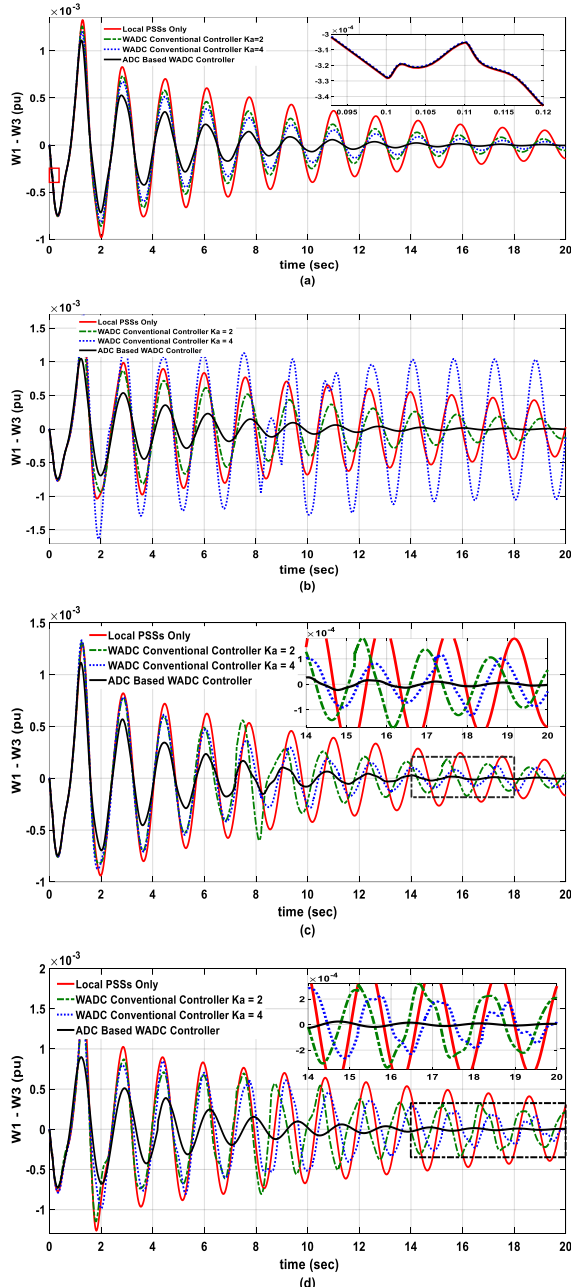 ×10⁻³
Local PSSs Only
WADC Conventional Controller Ka=2
WADC Conventional Controller Ka=4
ADC Based WADC Controller
×10⁻⁴
-3
-3.2
-3.3
-3.4
0.095 0.1 0.105 0.11 0.115 0.12
1
0.5
0
-0.5
-1
W1 - W3 (pu)
0 2 4 6 8 10 12 14 16 18 20
time (sec)
(a)
×10⁻³
Local PSSs Only
WADC Conventional Controller Ka = 2
WADC Conventional Controller Ka = 4
ADC Based WADC Controller
1.5
1
0.5
0
-0.5
-1
-1.5
W1 - W3 (pu)
0 2 4 6 8 10 12 14 16 18 20
time (sec)
(b)
×10⁻³
Local PSSs Only
WADC Conventional Controller Ka = 2
WADC Conventional Controller Ka = 4
ADC Based WADC Controller
×10⁻⁴
1
0
-1
14 15 16 17 18 19 20
1.5
1
0.5
0
-0.5
-1
W1 - W3 (pu)
0 2 4 6 8 10 12 14 16 18 20
time (sec)
(c)
×10⁻³
Local PSSs Only
WADC Conventional Controller Ka = 2
WADC Conventional Controller Ka = 4
ADC Based WADC Controller
×10⁻⁴
2
0
-2
14 15 16 17 18 19 20
2
1.5
1
0.5
0
-0.5
-1
W1 - W3 (pu)
0 2 4 6 8 10 12 14 16 18 20
time (sec)
(d)